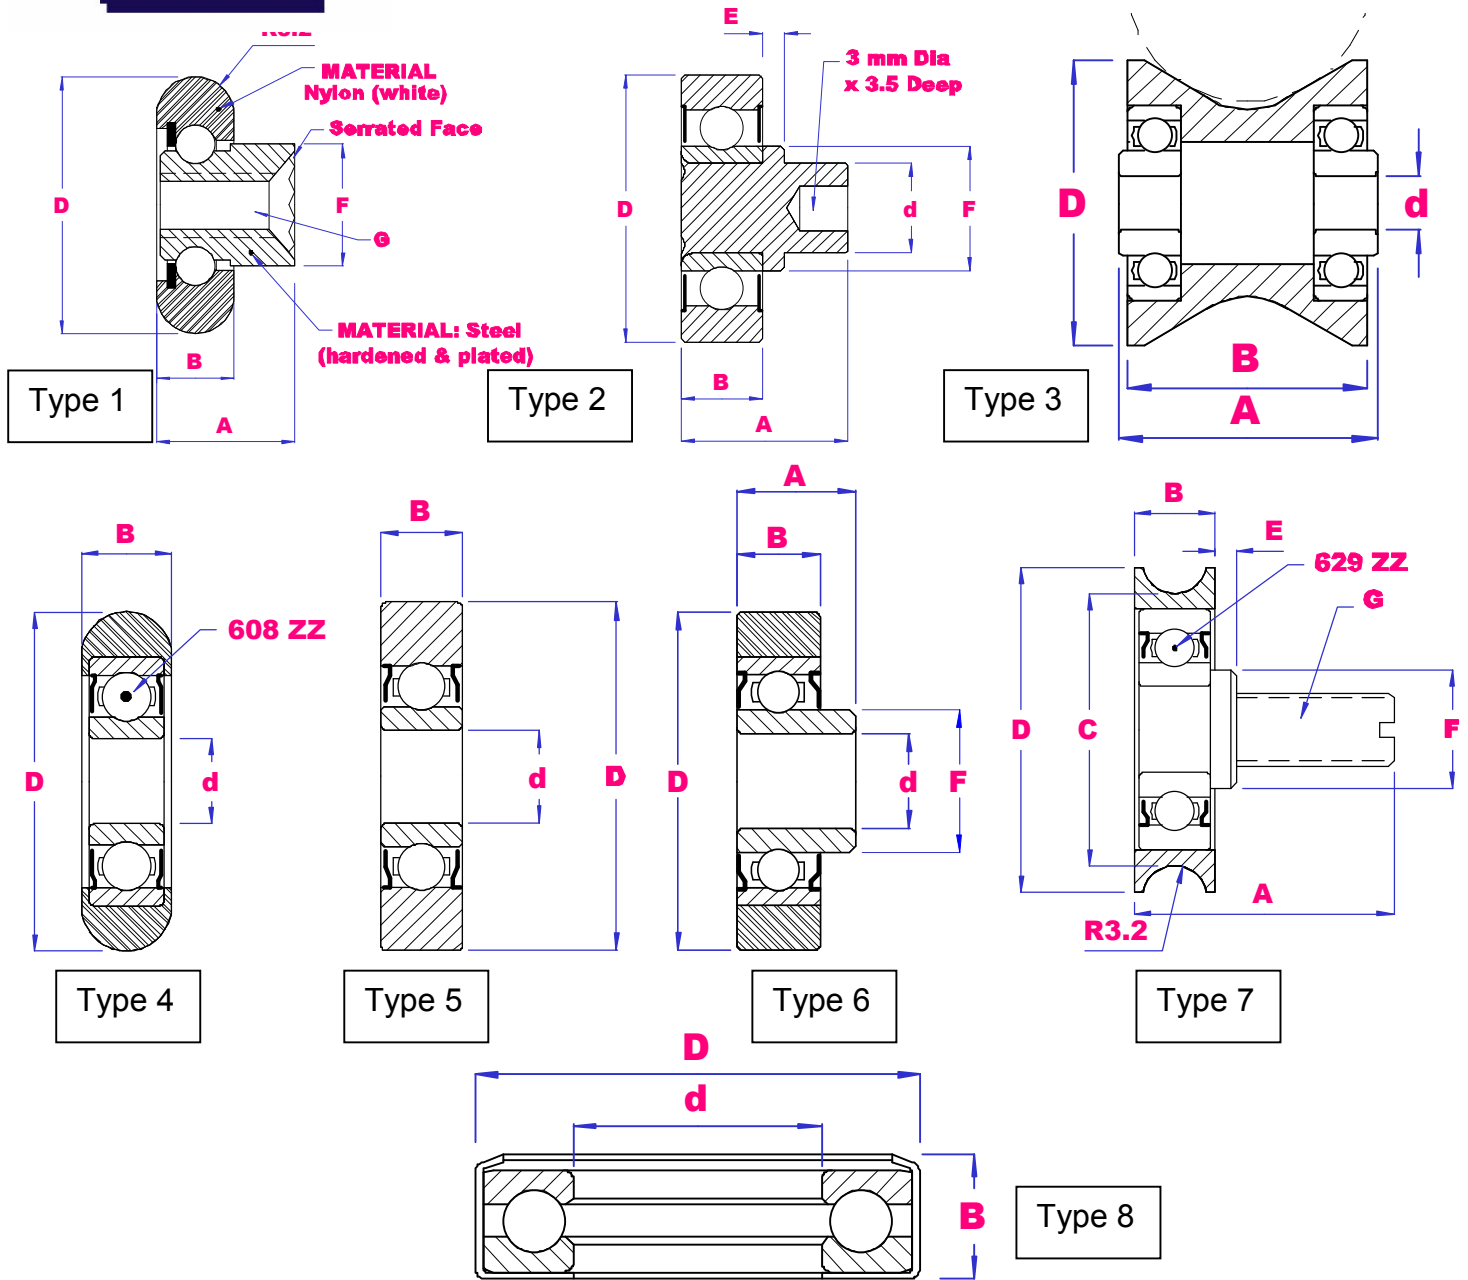 E
3 mm Dia
x 3.5 Deep
MATERIAL
Nylon (white)
Serrated Face
D
F
G
MATERIAL: Steel
(hardened & plated)
B
A
Type 1
D
d
F
B
A
Type 2
D
d
B
A
Type 3
B
608 ZZ
D
d
Type 4
B
d
D
Type 5
A
B
D
d
F
Type 6
B
E
629 ZZ
G
D
C
F
A
R3.2
Type 7
D
d
B
Type 8